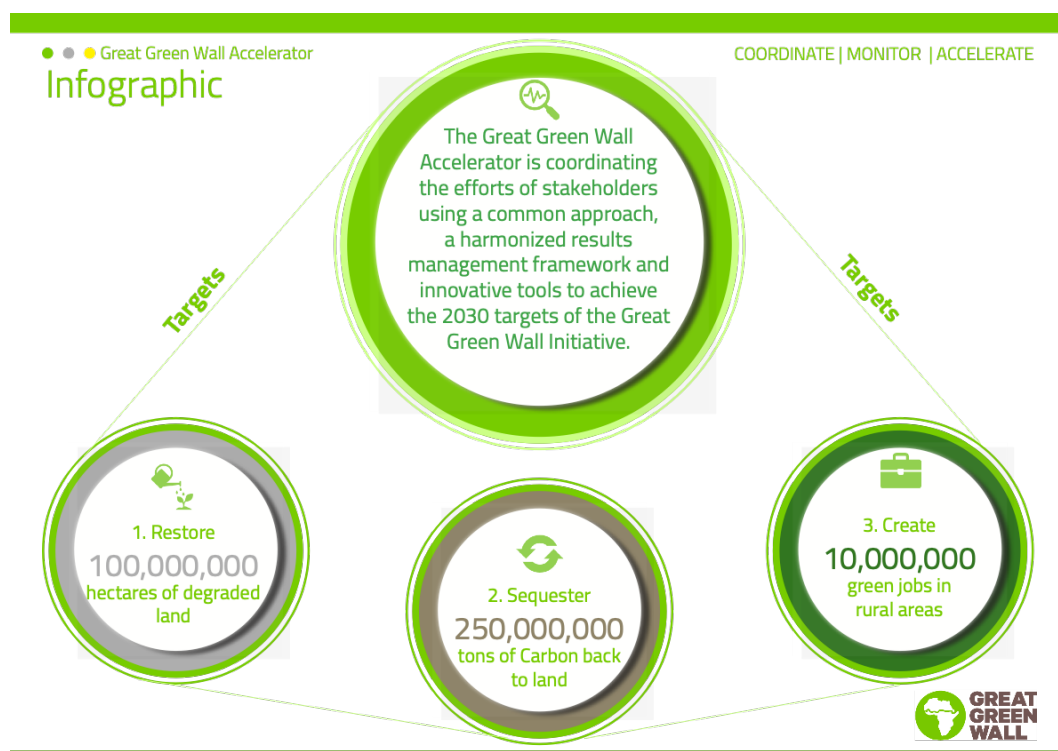 Great Green Wall Accelerator
Infographic
COORDINATE | MONITOR | ACCELERATE
The Great Green Wall
Accelerator is coordinating
the efforts of stakeholders
using a common approach,
a harmonized results
management framework and
innovative tools to achieve
the 2030 targets of the Great
Green Wall Initiative.
Targets
Targets
1. Restore
100,000,000
hectares of degraded
land
2. Sequester
250,000,000
tons of Carbon back
to land
3. Create
10,000,000
green jobs in
rural areas
GREAT
GREEN
WALL